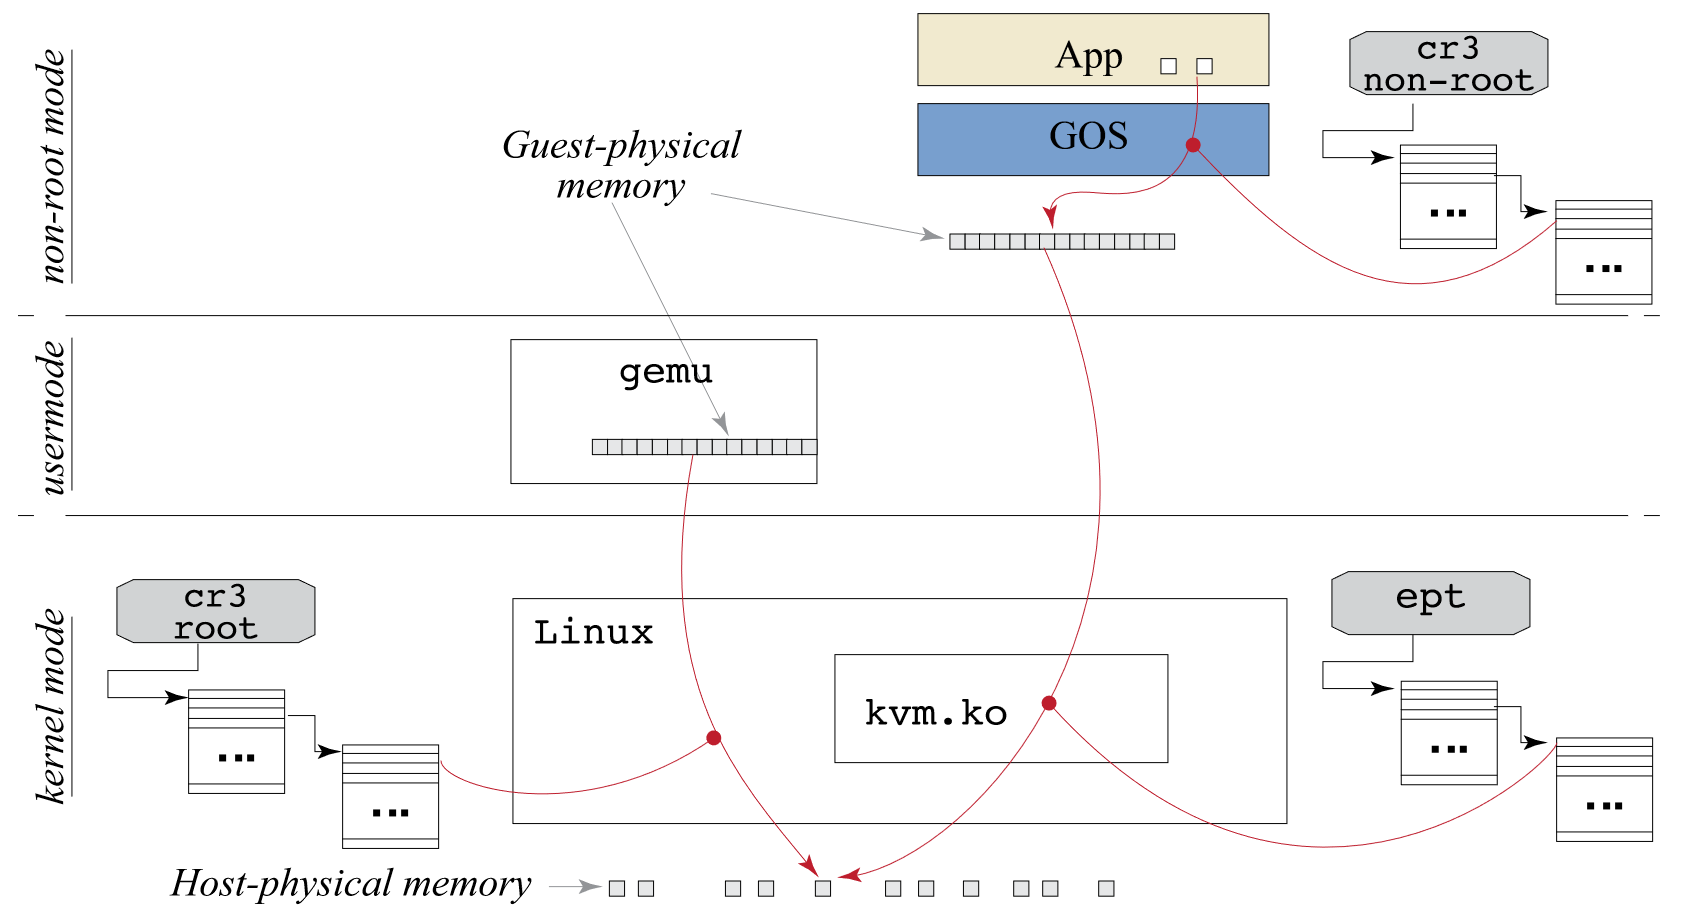 non-root mode
App
cr3
non-root
GOS
Guest-physical
memory
usermode
gemu
kernel mode
cr3
root
Linux
kvm.ko
ept
Host-physical memory